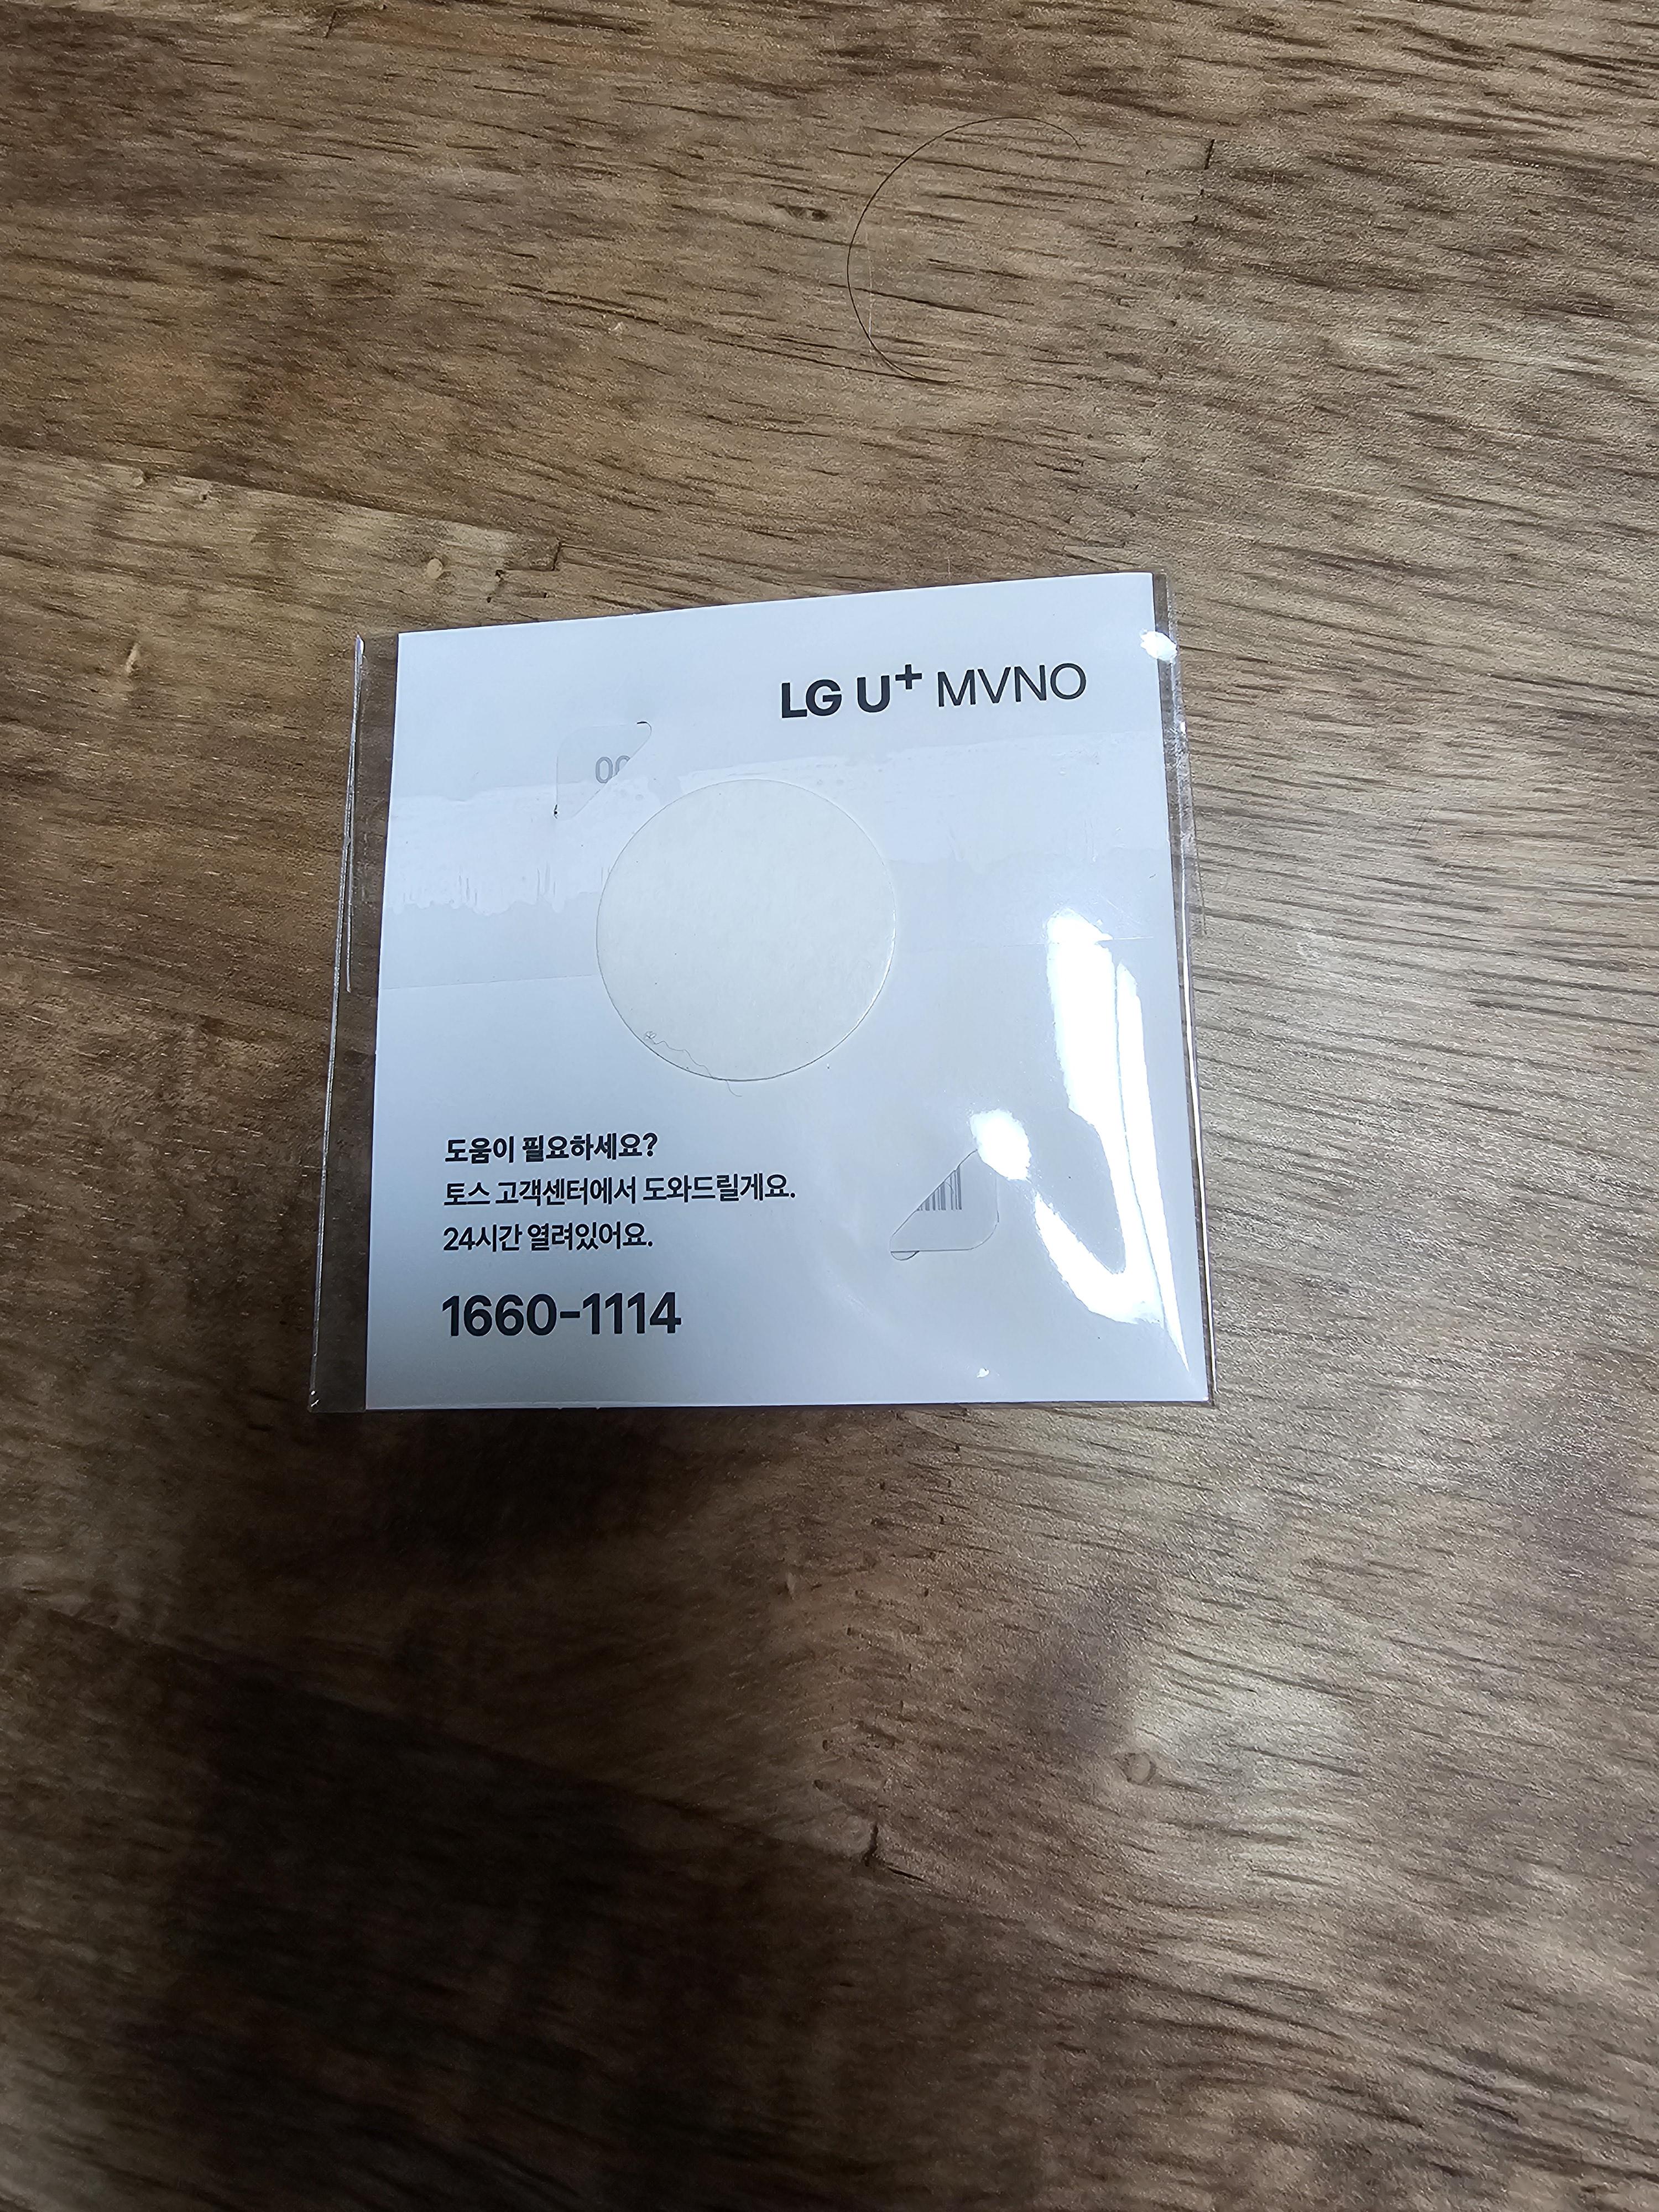 LG U+ MVNO
00
도움이 필요하세요?
토스 고객센터에서 도와드릴게요.
24시간 열려있어요.
1660-1114